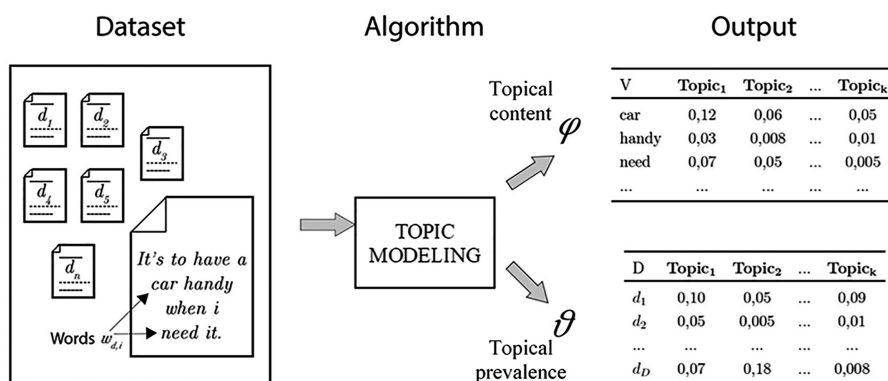 Dataset
Algorithm
Output
d1
d2
d3
d4
d5
dn
It's to have a
car handy
when i
need it.
Words wd,i
TOPIC
MODELING
Topical
content
φ
ϑ
Topical
prevalence
V Topic1 Topic2 ... Topick
car 0,12 0,06 ... 0,05
handy 0,03 0,008 ... 0,01
need 0,07 0,05 ... 0,005
... ... ... ...
D Topic1 Topic2 ... Topick
d1 0,10 0,05 ... 0,09
d2 0,05 0,005 ... 0,01
... ... ... ...
dD 0,07 0,18 ... 0,008